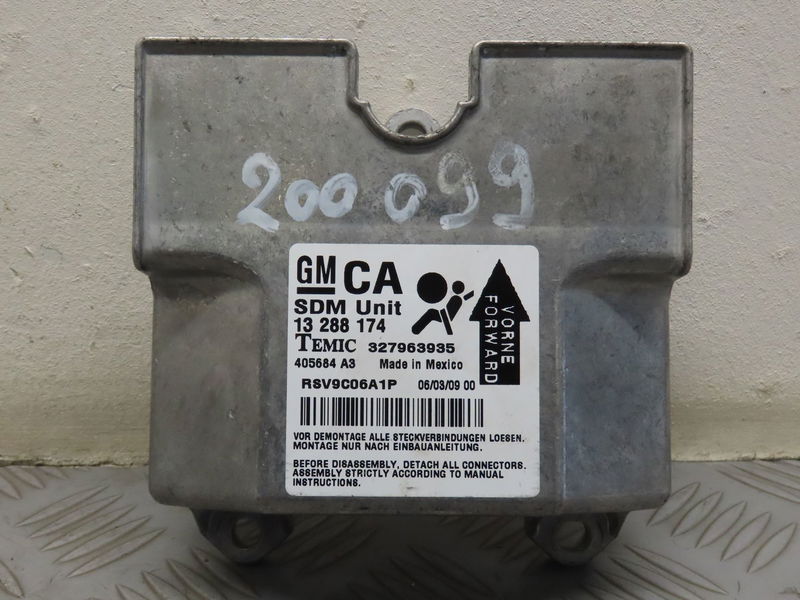 200 099
GM CA
SDM Unit
13 288 174
TEMIC 327963935
405684 A3 Made in Mexico
RSV9C06A1P 06/03/09 00
VORNE
FORWARD
VOR DEMONTAGE ALLE STECKVERBINDUNGEN LOESEN.
MONTAGE NUR NACH EINBAUANLEITUNG.
BEFORE DISASSEMBLY, DETACH ALL CONNECTORS.
ASSEMBLY STRICTLY ACCORDING TO MANUAL
INSTRUCTIONS.